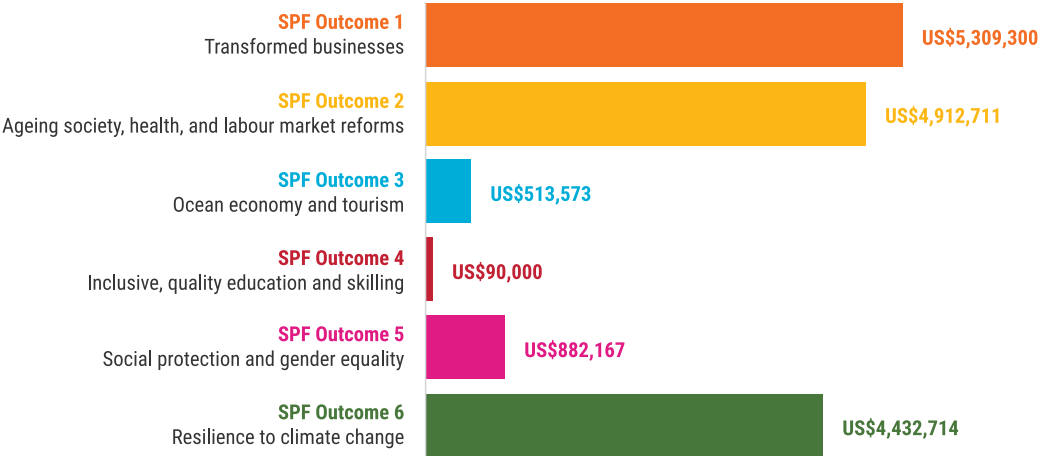 SPF Outcome 1
Transformed businesses
US$5,309,300
SPF Outcome 2
Ageing society, health, and labour market reforms
US$4,912,711
SPF Outcome 3
Ocean economy and tourism
US$513,573
SPF Outcome 4
Inclusive, quality education and skilling
US$90,000
SPF Outcome 5
Social protection and gender equality
US$882,167
SPF Outcome 6
Resilience to climate change
US$4,432,714